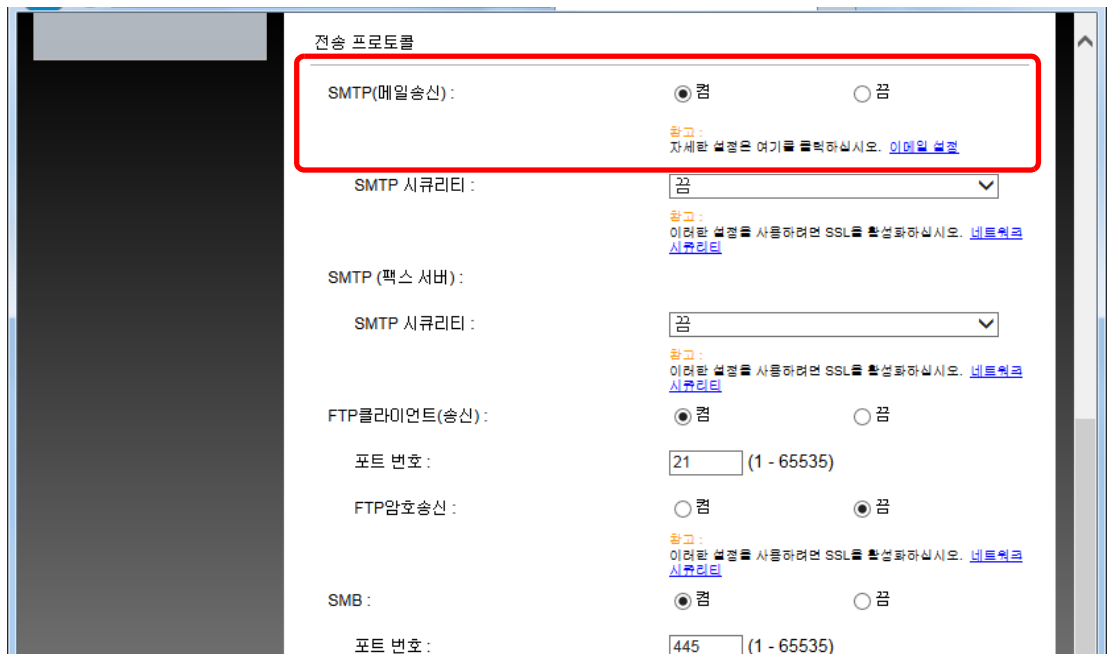 전송 프로토콜
SMTP(메일송신) : 켬 끔
참고 :
자세한 설정은 여기를 클릭하십시오. 이메일 설정
SMTP 시큐리티 : 끔
참고 :
이러한 설정을 사용하려면 SSL를 활성화하십시오. 네트워크
시큐리티
SMTP (팩스 서버) :
SMTP 시큐리티 : 끔
참고 :
이러한 설정을 사용하려면 SSL를 활성화하십시오. 네트워크
시큐리티
FTP클라이언트(송신) : 켬 끔
포트 번호 : 21 (1 - 65535)
FTP암호송신 : 켬 끔
참고 :
이러한 설정을 사용하려면 SSL를 활성화하십시오. 네트워크
시큐리티
SMB : 켬 끔
포트 번호 : 445 (1 - 65535)